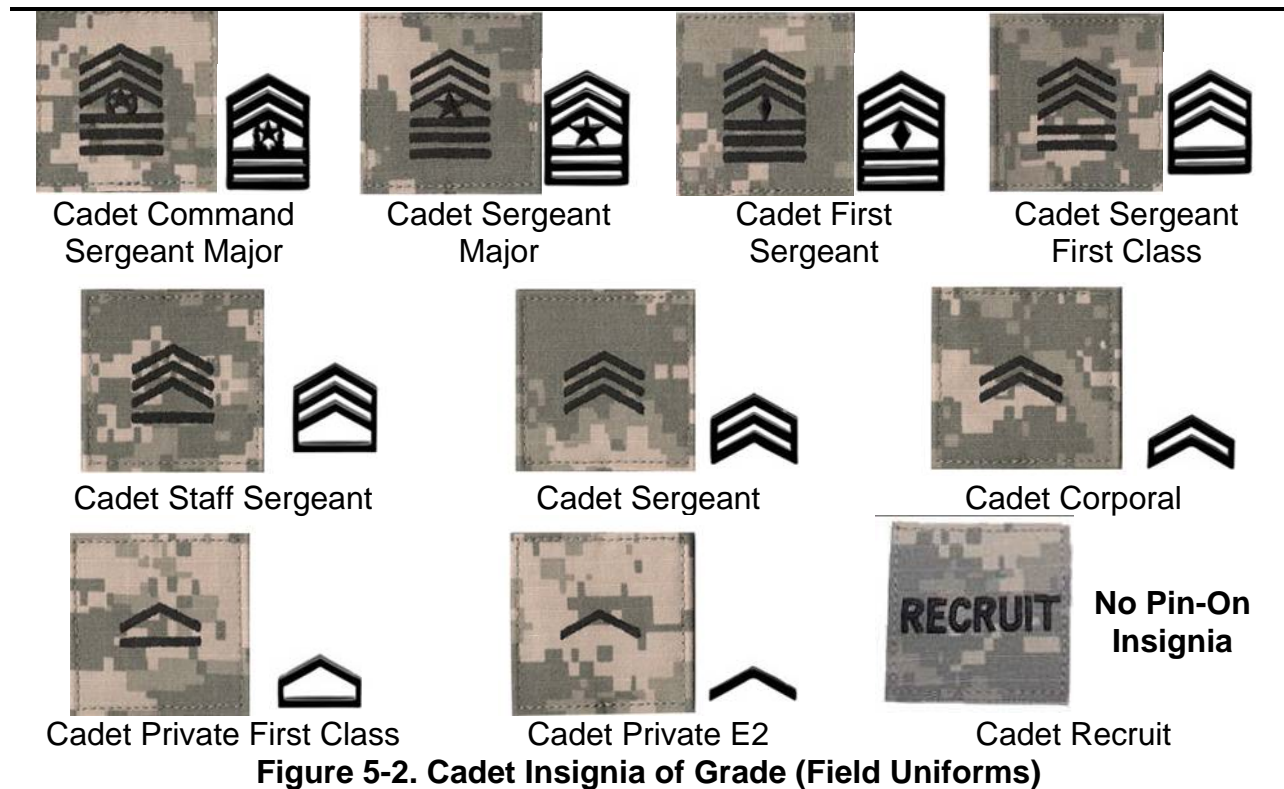 Cadet Command
Sergeant Major
Cadet Sergeant
Major
Cadet First
Sergeant
Cadet Sergeant
First Class
Cadet Staff Sergeant
Cadet Sergeant
Cadet Corporal
RECRUIT
No Pin-On
Insignia
Cadet Private First Class
Cadet Private E2
Cadet Recruit
Figure 5-2. Cadet Insignia of Grade (Field Uniforms)